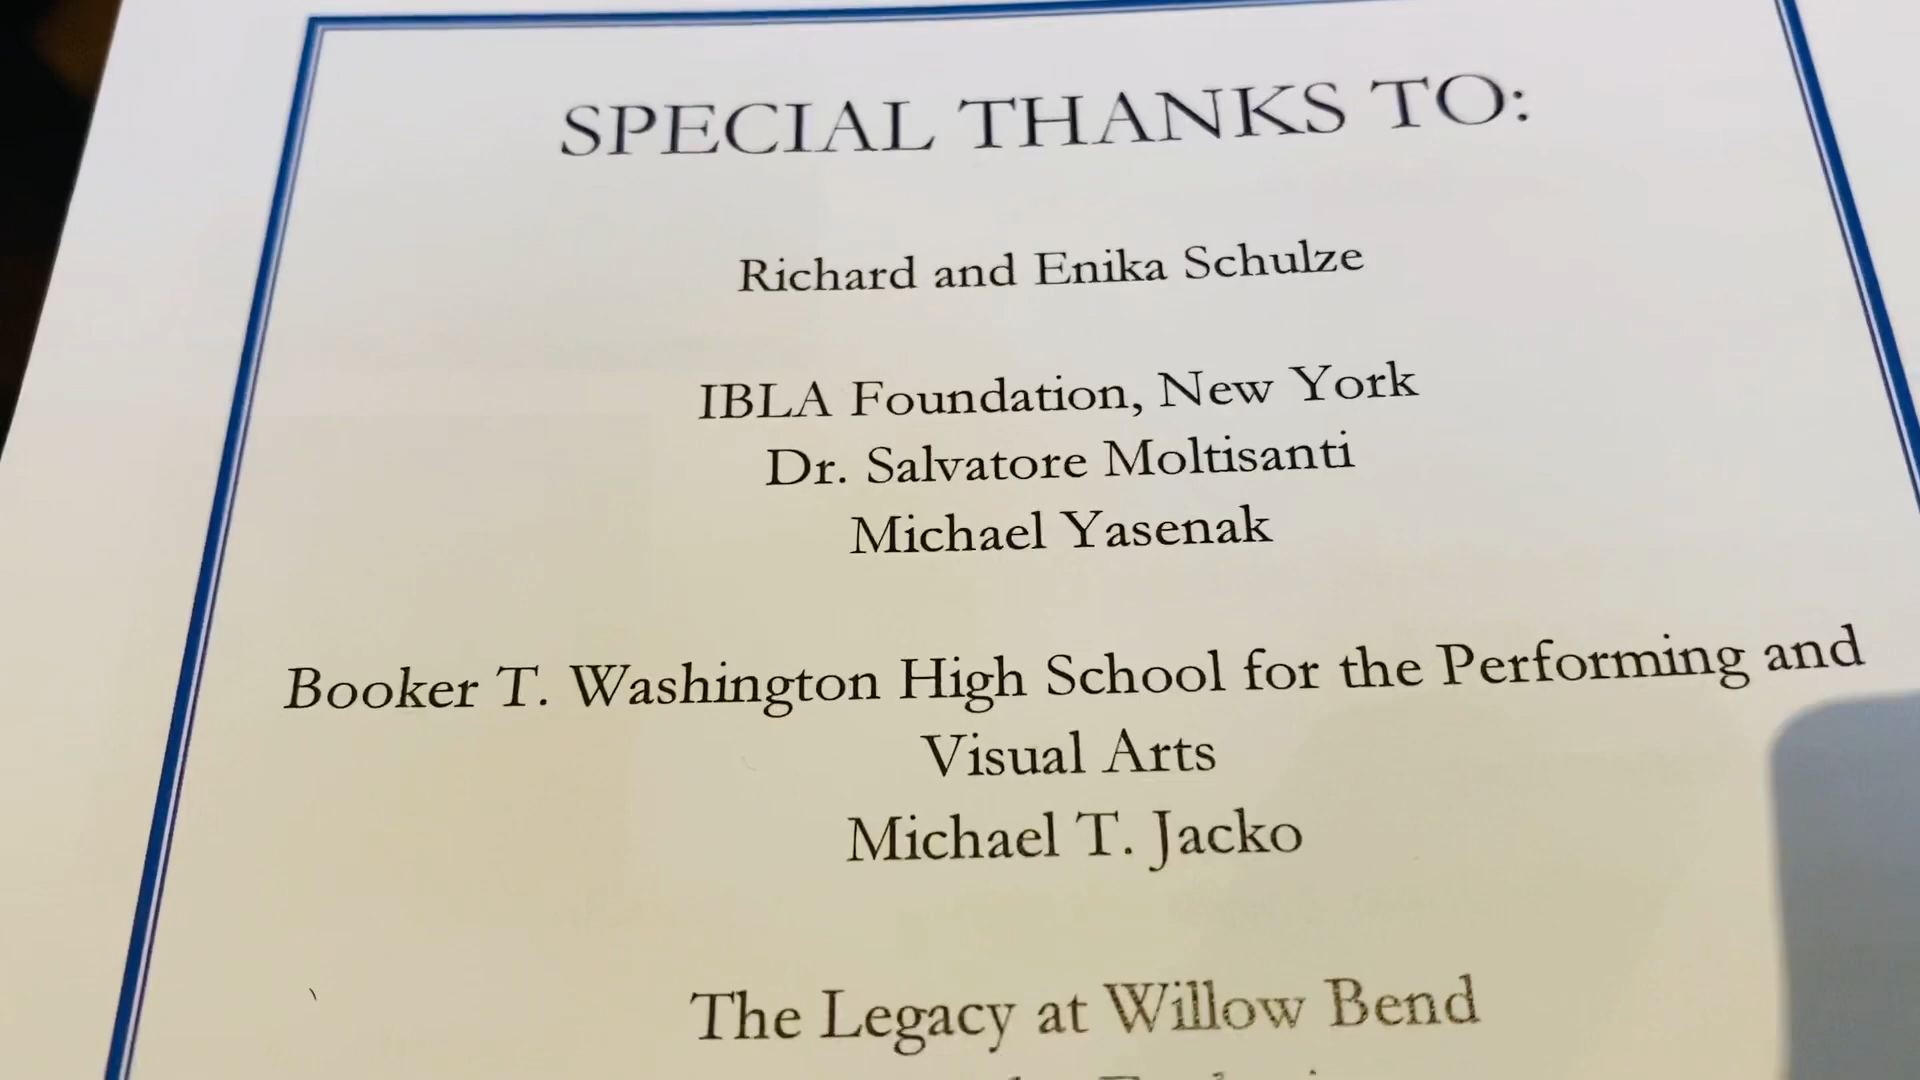 SPECIAL THANKS TO:
Richard and Enika Schulze
IBLA Foundation, New York
Dr. Salvatore Moltisanti
Michael Yasenak
Booker T. Washington High School for the Performing and
Visual Arts
Michael T. Jacko
The Legacy at Willow Bend